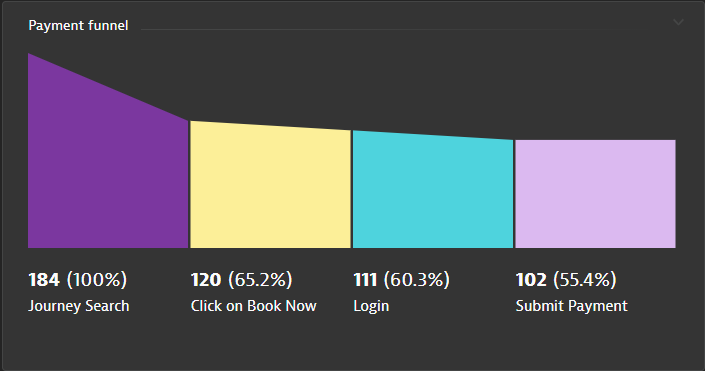 Payment funnel
184 (100%)
Journey Search
120 (65.2%)
Click on Book Now
111 (60.3%)
Login
102 (55.4%)
Submit Payment